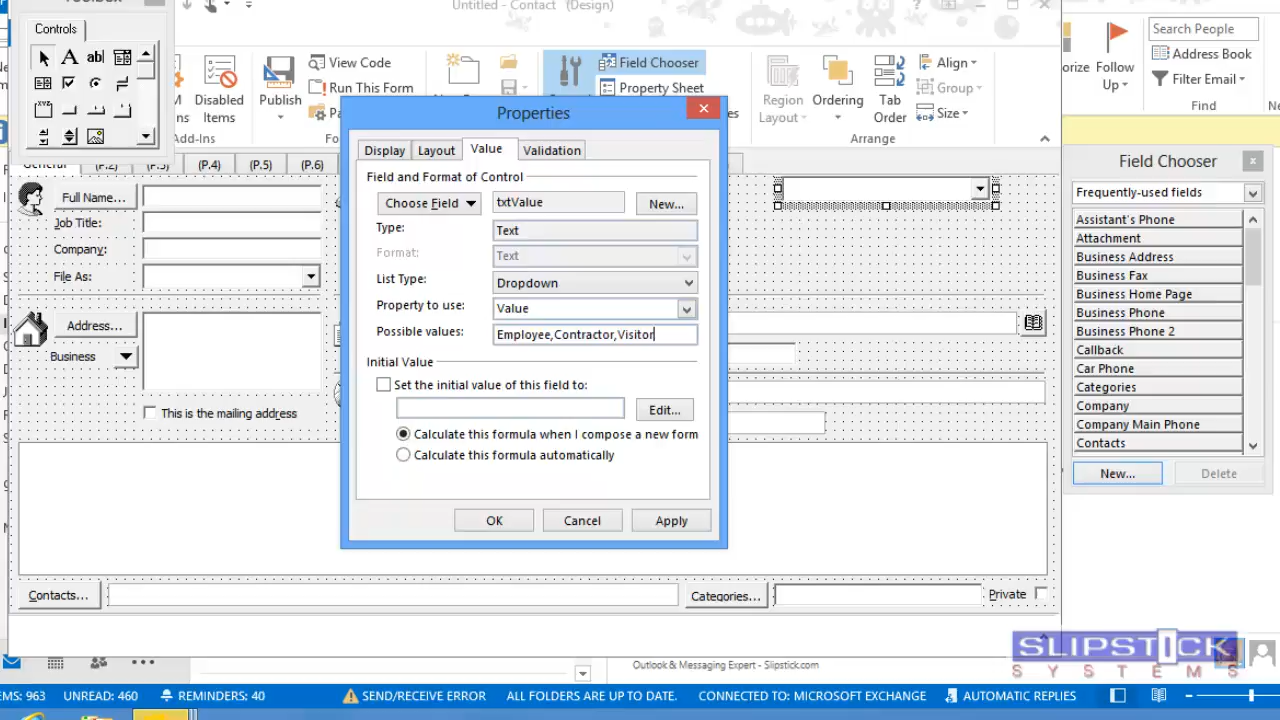 Untitled - Contact (Design)
Controls
View Code
Run This Form
Disabled
Items
Publish
Add-Ins
Field Chooser
Property Sheet
Region
Layout
Ordering
Tab
Order
Align
Group
Size
Arrange
Follow
Up
Search People
Address Book
Filter Email
Find
General
(P.2)
(P.3)
(P.4)
(P.5)
(P.6)
Full Name...
Job Title:
Company:
File As:
Address...
Business
This is the mailing address
Contacts...
Categories...
Private
Properties
Display
Layout
Value
Validation
Field and Format of Control
Choose Field
txtValue
New...
Type:
Text
Format:
Text
List Type:
Dropdown
Property to use:
Value
Possible values:
Employee,Contractor,Visitor
Initial Value
Set the initial value of this field to:
Edit...
Calculate this formula when I compose a new form
Calculate this formula automatically
OK
Cancel
Apply
Field Chooser
Frequently-used fields
Assistant's Phone
Attachment
Business Address
Business Fax
Business Home Page
Business Phone
Business Phone 2
Callback
Car Phone
Categories
Company
Company Main Phone
Contacts
New...
Delete
SLIPSTICK
SYSTEMS
Outlook & Messaging Expert - Slipstick.com
EMS: 963
UNREAD: 460
REMINDERS: 40
SEND/RECEIVE ERROR
ALL FOLDERS ARE UP TO DATE.
CONNECTED TO: MICROSOFT EXCHANGE
AUTOMATIC REPLIES